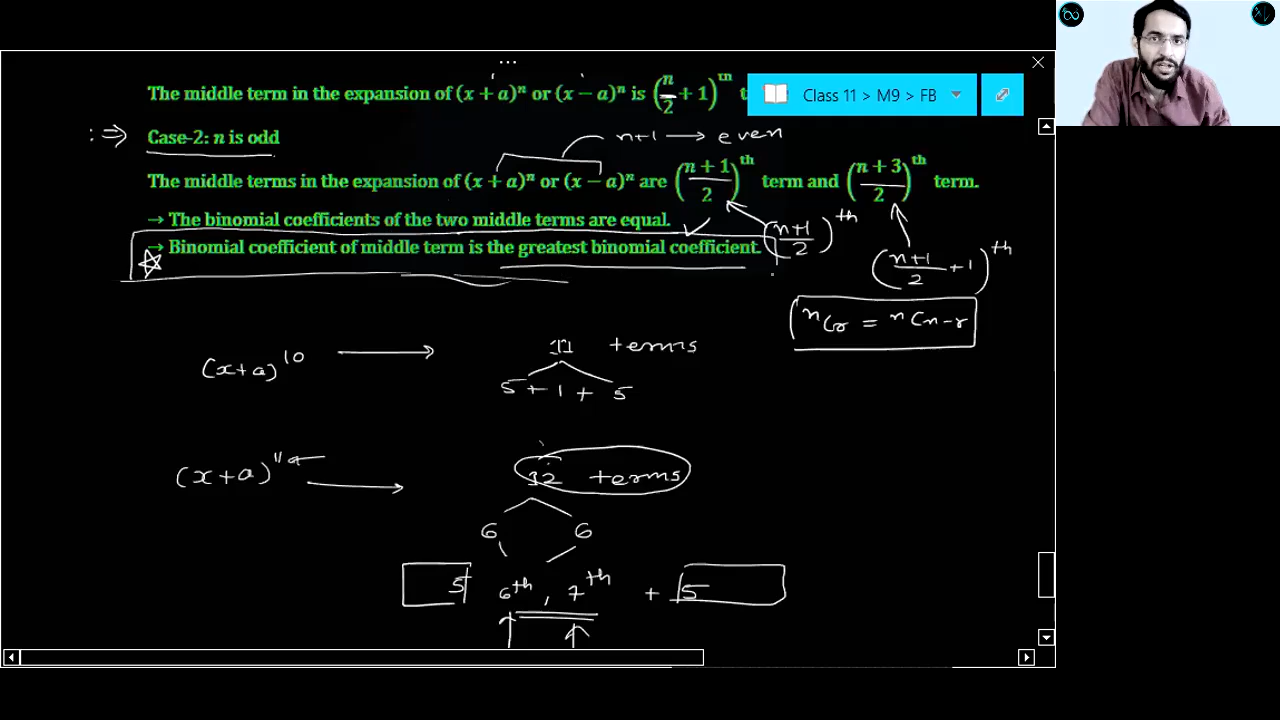 The middle term in the expansion of (x + a)ⁿ or (x − a)ⁿ is (n/2 + 1)ᵗʰ
Class 11 > M9 > FB
:⇒ Case-2: n is odd
n+1 → even
The middle terms in the expansion of (x + a)ⁿ or (x − a)ⁿ are ((n + 1)/2)ᵗʰ term and ((n + 3)/2)ᵗʰ term.
→ The binomial coefficients of the two middle terms are equal.
((n+1)/2)ᵗʰ
☆ → Binomial coefficient of middle term is the greatest binomial coefficient.
((n+1)/2 + 1)ᵗʰ
ⁿCr = ⁿCn-r
(x+a)¹⁰ → 11 terms
5 + 1 + 5
(x+a)¹¹ → 12 terms
6 6
5 6ᵗʰ, 7ᵗʰ + 5